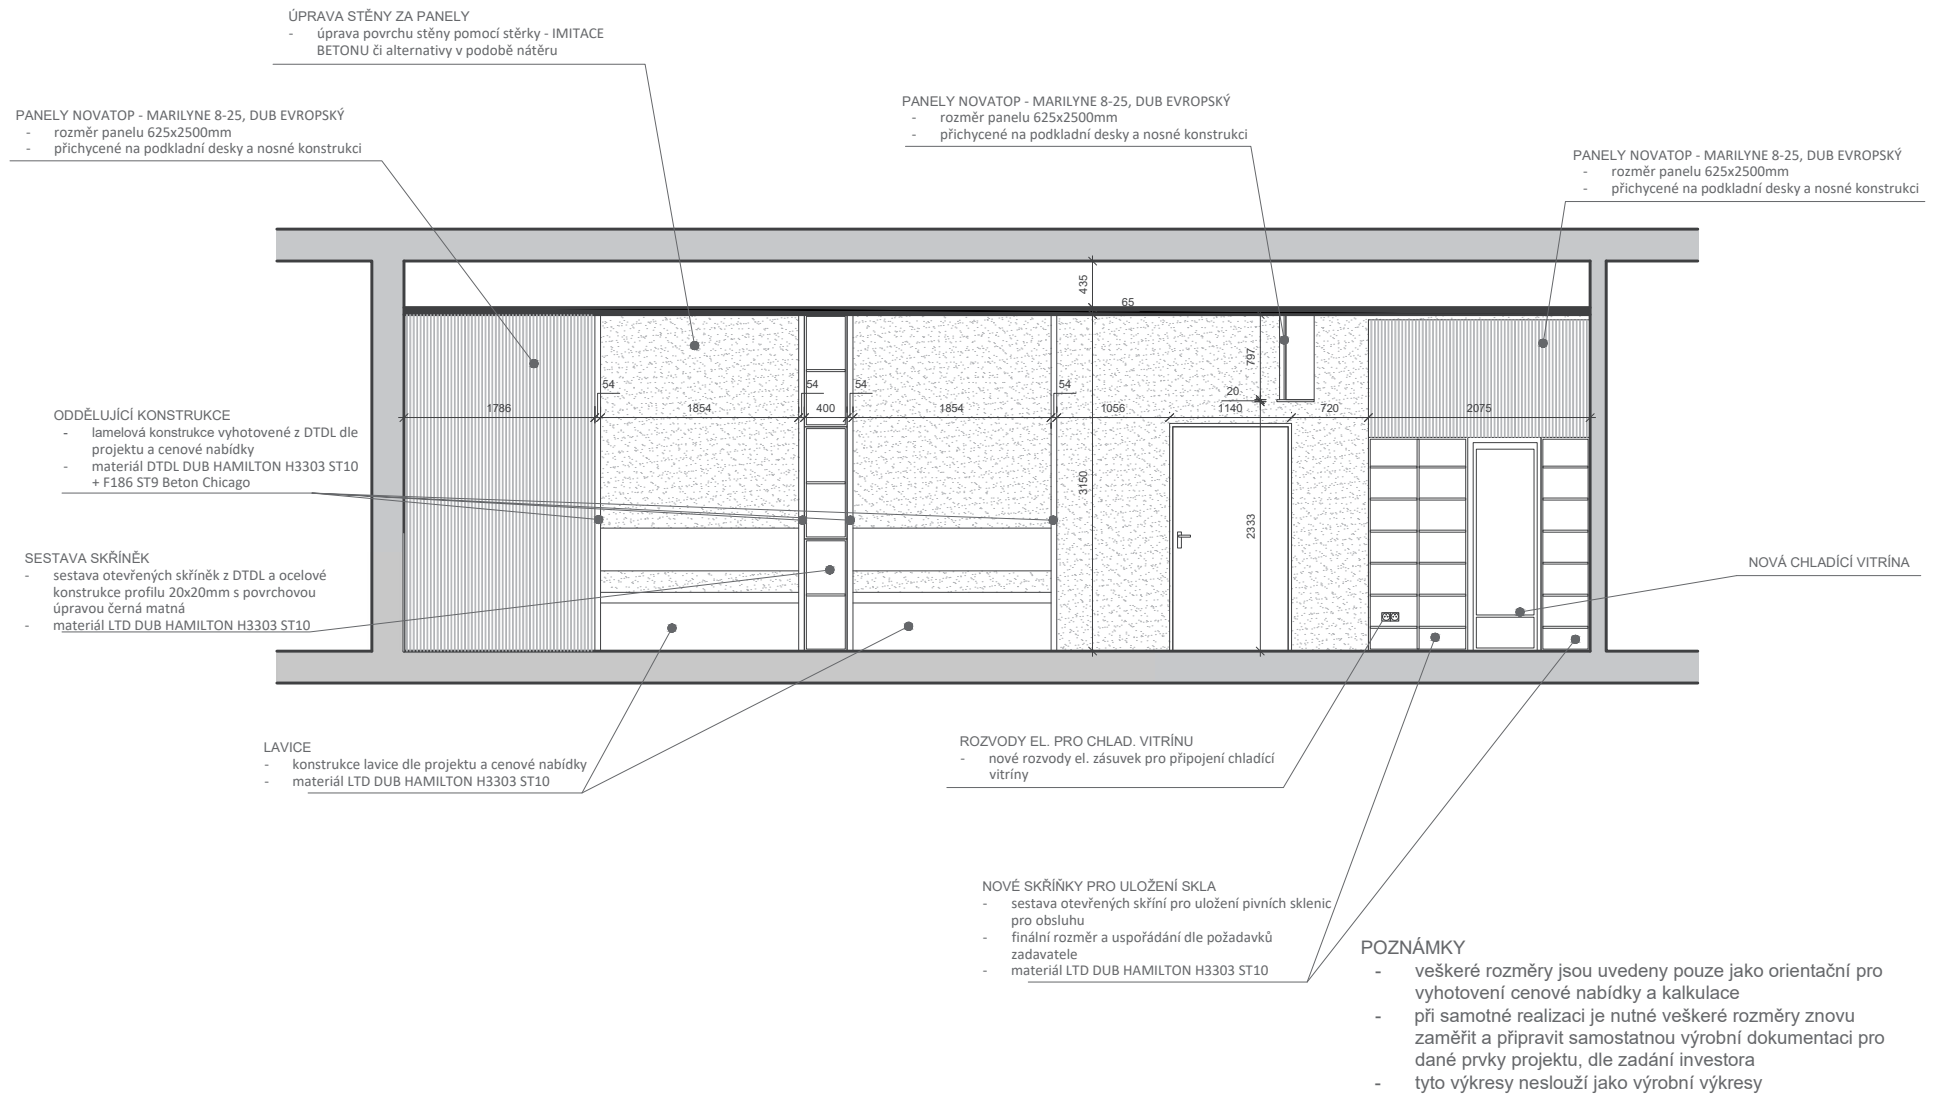 ÚPRAVA STĚNY ZA PANELY
- úprava povrchu stěny pomocí stěrky - IMITACE
BETONU či alternativy v podobě nátěru
PANELY NOVATOP - MARILYNE 8-25, DUB EVROPSKÝ
- rozměr panelu 625x2500mm
- přichycené na podkladní desky a nosné konstrukci
PANELY NOVATOP - MARILYNE 8-25, DUB EVROPSKÝ
- rozměr panelu 625x2500mm
- přichycené na podkladní desky a nosné konstrukci
PANELY NOVATOP - MARILYNE 8-25, DUB EVROPSKÝ
- rozměr panelu 625x2500mm
- přichycené na podkladní desky a nosné konstrukci
435
65
797
54
54
54
54
20
1786
1854
400
1854
1056
1140
720
2075
3150
2333
ODDĚLUJÍCÍ KONSTRUKCE
- lamelová konstrukce vyhotovené z DTDL dle
projektu a cenové nabídky
- materiál DTDL DUB HAMILTON H3303 ST10
+ F186 ST9 Beton Chicago
SESTAVA SKŘÍNĚK
- sestava otevřených skříněk z DTDL a ocelové
konstrukce profilu 20x20mm s povrchovou
úpravou černá matná
- materiál LTD DUB HAMILTON H3303 ST10
NOVÁ CHLADÍCÍ VITRÍNA
LAVICE
- konstrukce lavice dle projektu a cenové nabídky
- materiál LTD DUB HAMILTON H3303 ST10
ROZVODY EL. PRO CHLAD. VITRÍNU
- nové rozvody el. zásuvek pro připojení chladící
vitríny
NOVÉ SKŘÍŇKY PRO ULOŽENÍ SKLA
- sestava otevřených skříní pro uložení pivních sklenic
pro obsluhu
- finální rozměr a uspořádání dle požadavků
zadavatele
- materiál LTD DUB HAMILTON H3303 ST10
POZNÁMKY
- veškeré rozměry jsou uvedeny pouze jako orientační pro
vyhotovení cenové nabídky a kalkulace
- při samotné realizaci je nutné veškeré rozměry znovu
zaměřit a připravit samostatnou výrobní dokumentaci pro
dané prvky projektu, dle zadání investora
- tyto výkresy neslouží jako výrobní výkresy